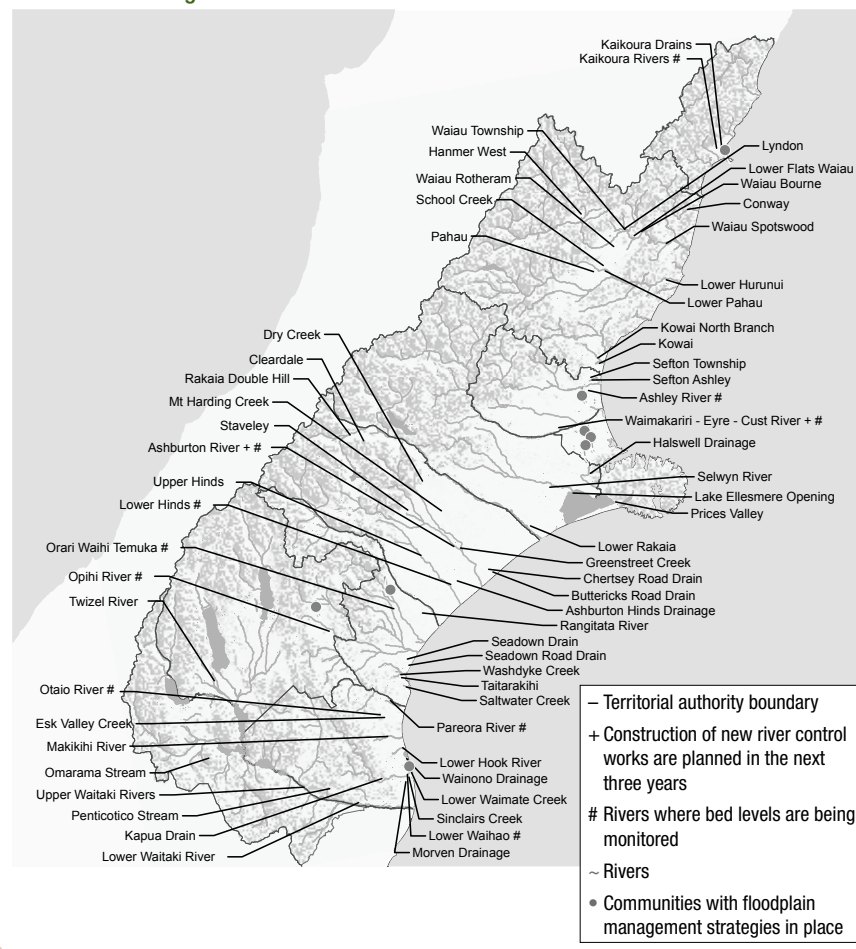 Kaikoura Drains
Kaikoura Rivers #
Waiau Township
Hanmer West
Waiau Rotheram
School Creek
Pahau
Lyndon
Lower Flats Waiau
Waiau Bourne
Conway
Waiau Spotswood
Lower Hurunui
Lower Pahau
Kowai North Branch
Kowai
Sefton Township
Sefton Ashley
Ashley River #
Waimakariri - Eyre - Cust River + #
Halswell Drainage
Selwyn River
Lake Ellesmere Opening
Prices Valley
Dry Creek
Cleardale
Rakaia Double Hill
Mt Harding Creek
Staveley
Ashburton River + #
Upper Hinds
Lower Hinds #
Orari Waihi Temuka #
Opihi River #
Twizel River
Lower Rakaia
Greenstreet Creek
Chertsey Road Drain
Buttericks Road Drain
Ashburton Hinds Drainage
Rangitata River
Seadown Drain
Seadown Road Drain
Washdyke Creek
Taitarakihi
Saltwater Creek
Pareora River #
Otaio River #
Esk Valley Creek
Makikihi River
Omarama Stream
Upper Waitaki Rivers
Penticotico Stream
Kapua Drain
Lower Waitaki River
Lower Hook River
Wainono Drainage
Lower Waimate Creek
Sinclairs Creek
Lower Waihao #
Morven Drainage
– Territorial authority boundary
+ Construction of new river control
works are planned in the next
three years
# Rivers where bed levels are being
monitored
~ Rivers
• Communities with floodplain
management strategies in place